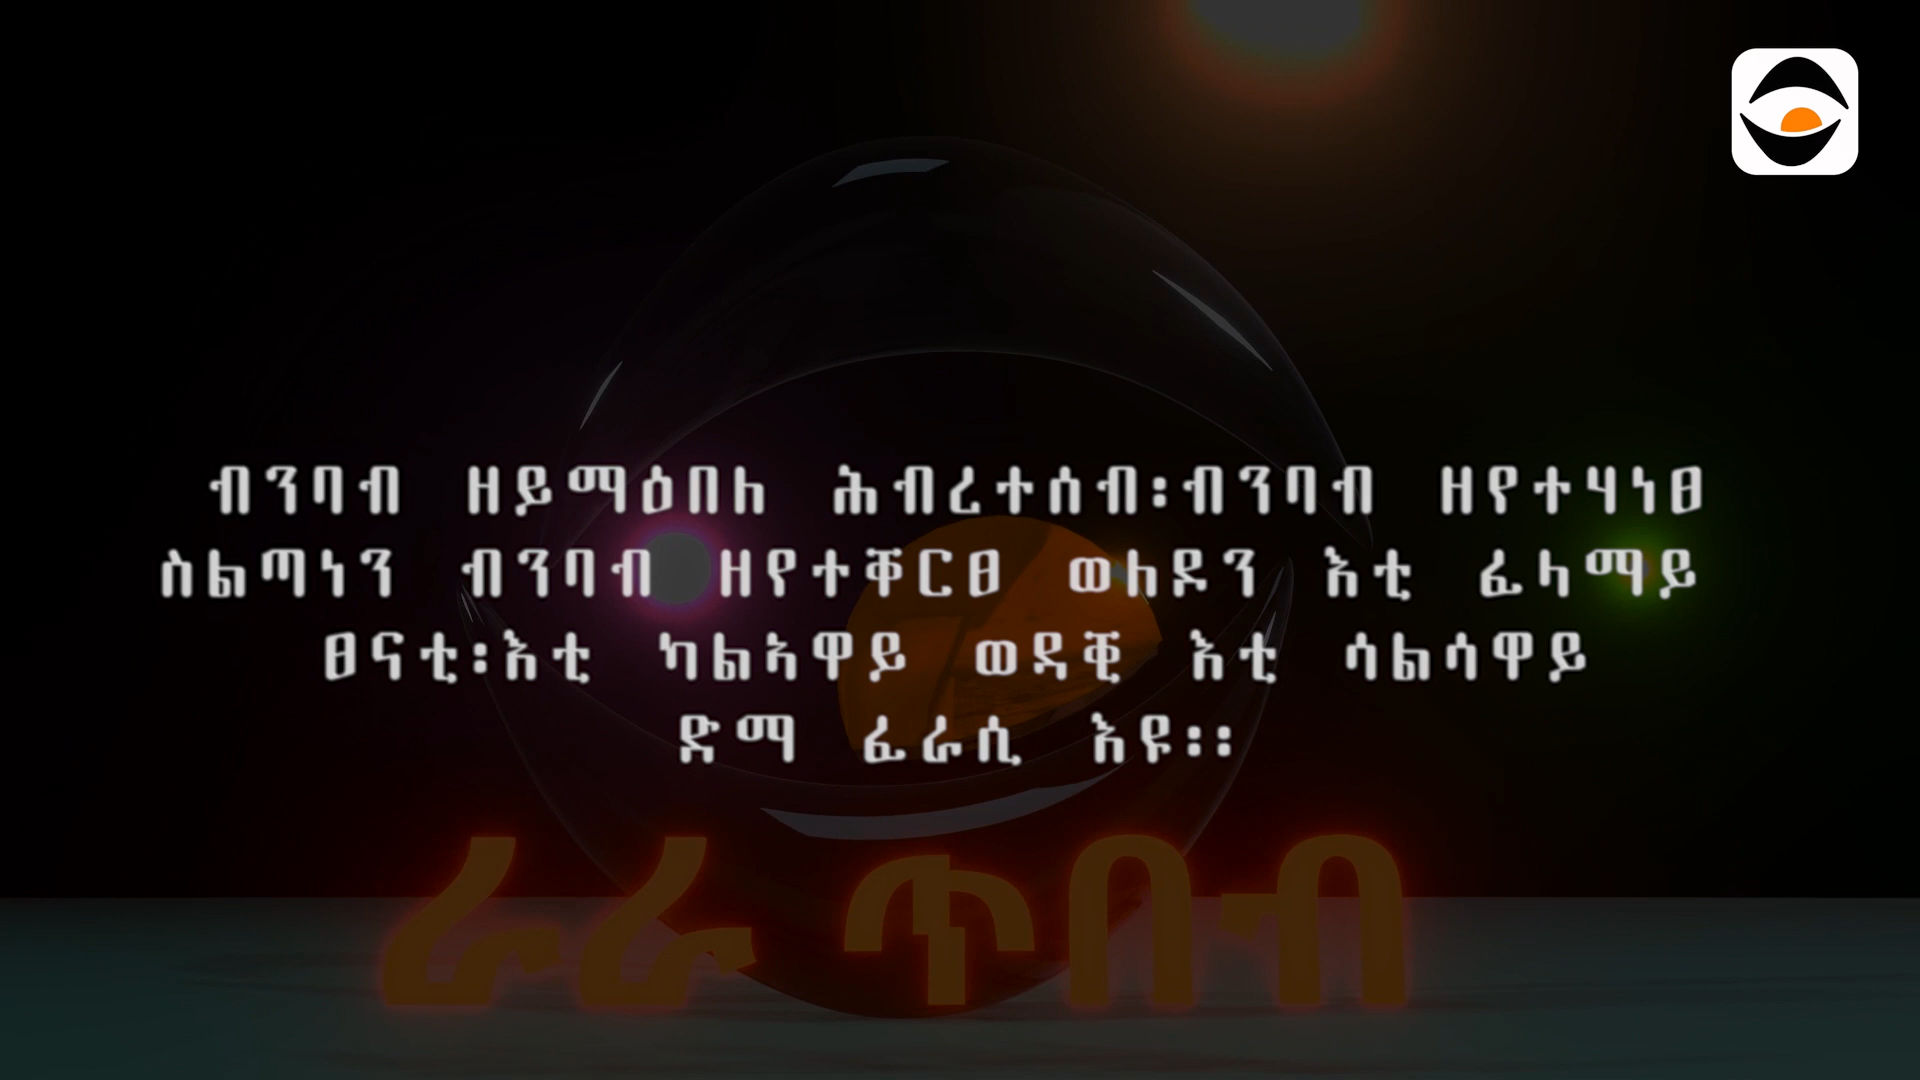 ብንባብ ዘይማዕበለ ሕብረተሰብ፡ብንባብ ዘየተሃነፀ
ስልጣነን ብንባብ ዘየተቐርፀ ወለዶን እቲ ፈላማይ
ፀናቲ፡እቲ ካልኣዋይ ወዳቒ እቲ ሳልሳዋይ
ድማ ፈራሲ እዩ፡፡
ራራ ጥበብ